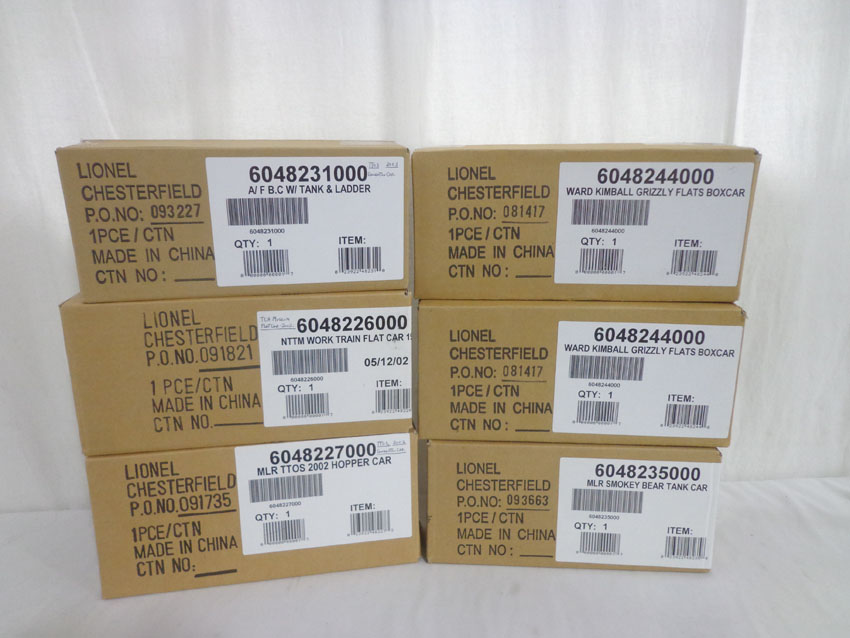 LIONEL
CHESTERFIELD
P.O.NO: 093227
1PCE / CTN
MADE IN CHINA
CTN NO:
6048231000
A/ F B.C W/ TANK & LADDER
6048231000
QTY: 1
ITEM:
LIONEL
CHESTERFIELD
P.O.NO: 081417
1PCE / CTN
MADE IN CHINA
CTN NO :
6048244000
WARD KIMBALL GRIZZLY FLATS BOXCAR
6048244000
QTY: 1
ITEM:
LIONEL
CHESTERFIELD
P.O.NO.091821
1 PCE/CTN
MADE IN CHINA
CTN NO.
6048226000
NTTM WORK TRAIN FLAT CAR
05/12/02
6048226000
QTY: 1
ITEM:
LIONEL
CHESTERFIELD
P.O.NO: 081417
1PCE / CTN
MADE IN CHINA
CTN NO :
6048244000
WARD KIMBALL GRIZZLY FLATS BOXCAR
6048244000
QTY: 1
ITEM:
LIONEL
CHESTERFIELD
P.O.NO.091735
1PCE/CTN
MADE IN CHINA
CTN NO:
6048227000
MLR TTOS 2002 HOPPER CAR
6048227000
QTY: 1
ITEM:
LIONEL
CHESTERFIELD
P.O.NO: 093663
1PCE / CTN
MADE IN CHINA
CTN NO :
6048235000
MLR SMOKEY BEAR TANK CAR
6048235000
QTY: 1
ITEM: